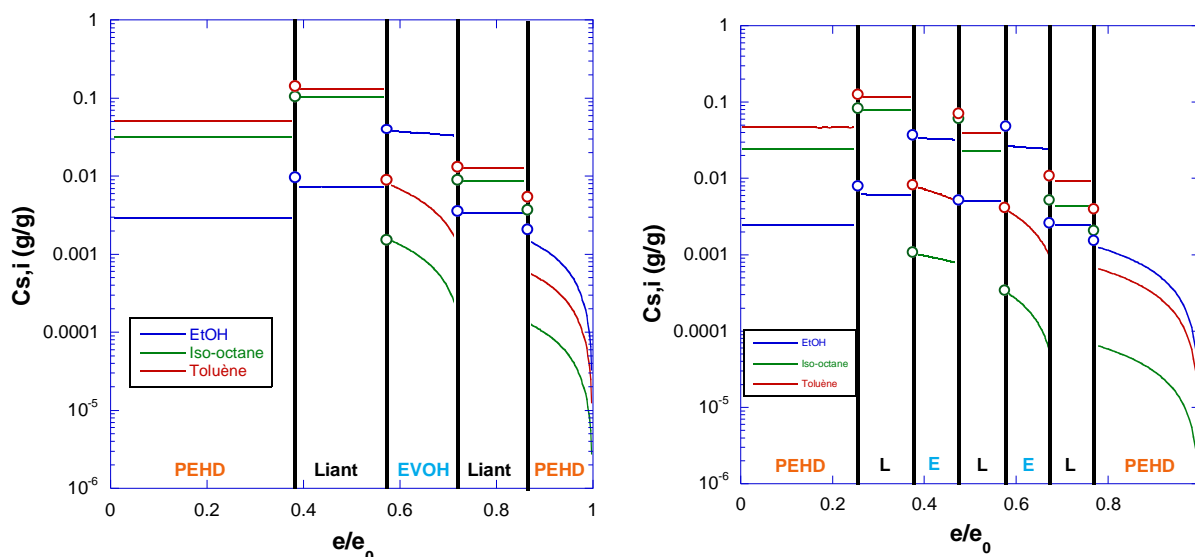 1
0.1
0.01
0.001
0.0001
10-5
10-6
Cs,i (g/g)
EtOH
Iso-octane
Toluène
PEHD
Liant
EVOH
Liant
PEHD
0
0.2
0.4
0.6
0.8
1
e/e0
1
0.1
0.01
0.001
0.0001
10-5
10-6
Cs,i (g/g)
EtOH
Iso-octane
Toluène
PEHD
L
E
L
E
L
PEHD
0
0.2
0.4
0.6
0.8
e/e0